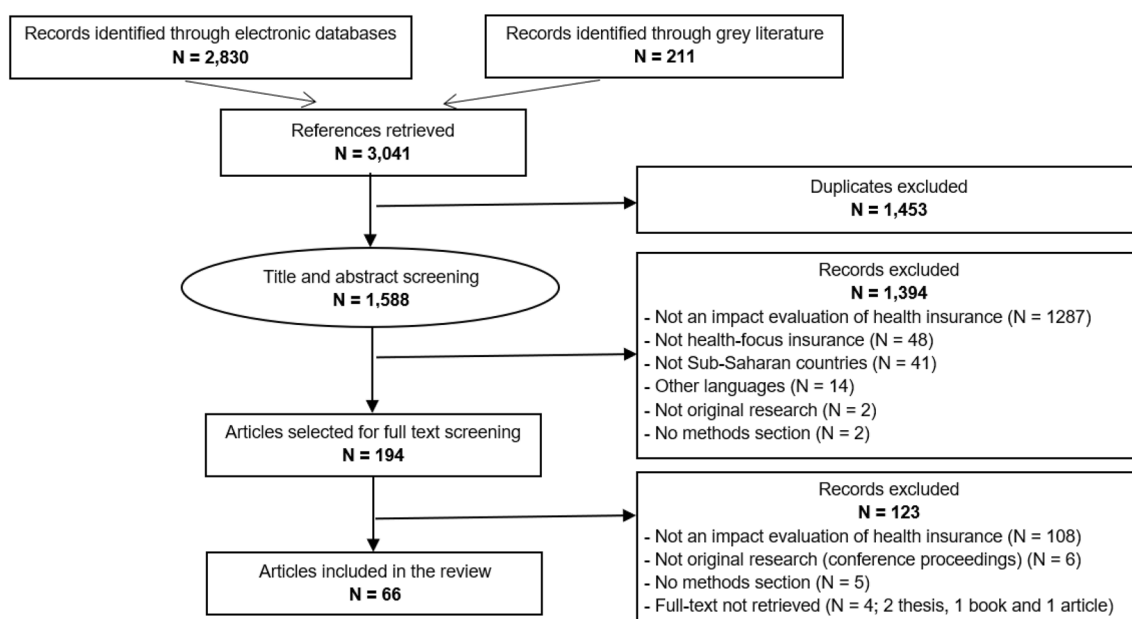 Records identified through electronic databases
N = 2,830
Records identified through grey literature
N = 211
References retrieved
N = 3,041
Duplicates excluded
N = 1,453
Title and abstract screening
N = 1,588
Records excluded
N = 1,394
- Not an impact evaluation of health insurance (N = 1287)
- Not health-focus insurance (N = 48)
- Not Sub-Saharan countries (N = 41)
- Other languages (N = 14)
- Not original research (N = 2)
- No methods section (N = 2)
Articles selected for full text screening
N = 194
Records excluded
N = 123
- Not an impact evaluation of health insurance (N = 108)
- Not original research (conference proceedings) (N = 6)
- No methods section (N = 5)
- Full-text not retrieved (N = 4; 2 thesis, 1 book and 1 article)
Articles included in the review
N = 66